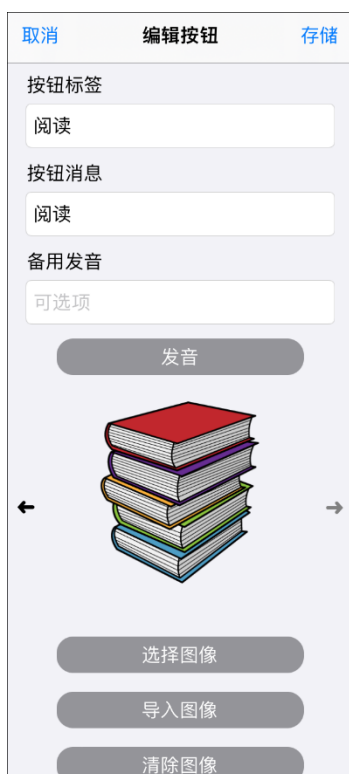 取消 编辑按钮 存储
按钮标签
阅读
按钮消息
阅读
备用发音
可选项
发音
选择图像
导入图像
清除图像